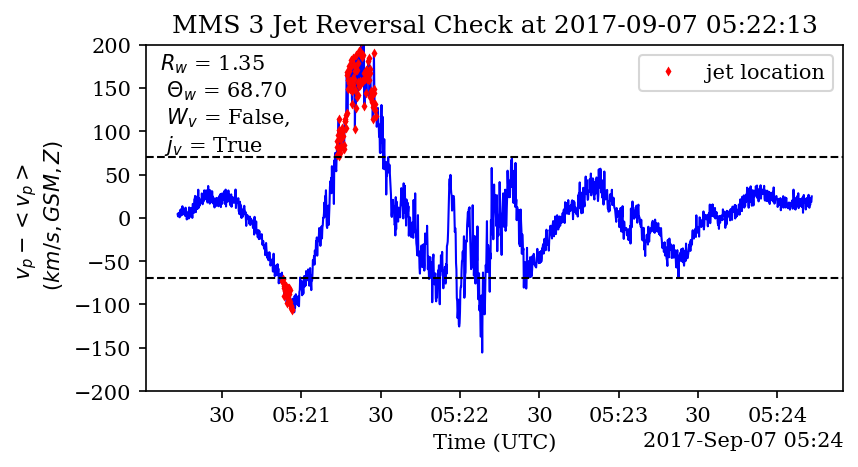 MMS 3 Jet Reversal Check at 2017-09-07 05:22:13
R_w = 1.35
Θ_w = 68.70
W_v = False,
j_v = True
jet location
200
150
100
50
0
−50
−100
−150
−200
v_p − < v_p >
(km/s, GSM, Z)
30 05:21 30 05:22 30 05:23 30 05:24
Time (UTC)
2017-Sep-07 05:24